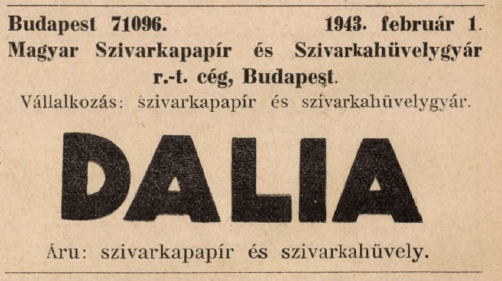 Budapest 71096. 1943. február 1.
Magyar Szivarkapapír és Szivarkahüvelygyár
r.-t. cég, Budapest.
Vállalkozás: szivarkapapír és szivarkahüvelygyár.
DALIA
Áru: szivarkapapír és szivarkahüvely.